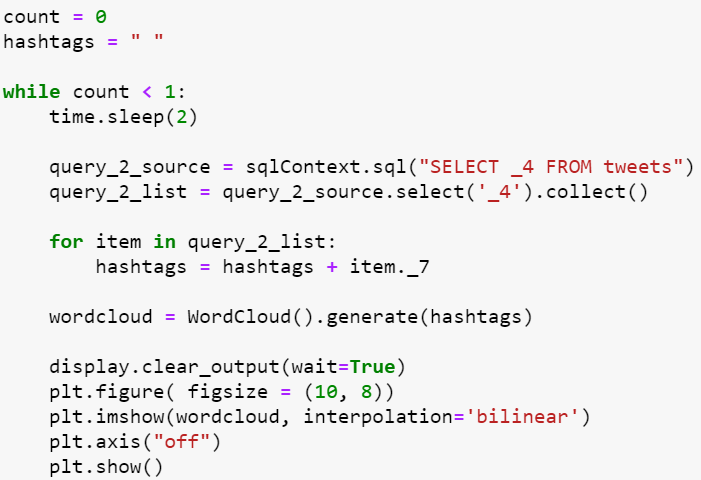 count = 0
hashtags = " "

while count < 1:
    time.sleep(2)

    query_2_source = sqlContext.sql("SELECT _4 FROM tweets")
    query_2_list = query_2_source.select('_4').collect()

    for item in query_2_list:
        hashtags = hashtags + item._7

    wordcloud = WordCloud().generate(hashtags)

    display.clear_output(wait=True)
    plt.figure( figsize = (10, 8))
    plt.imshow(wordcloud, interpolation='bilinear')
    plt.axis("off")
    plt.show()